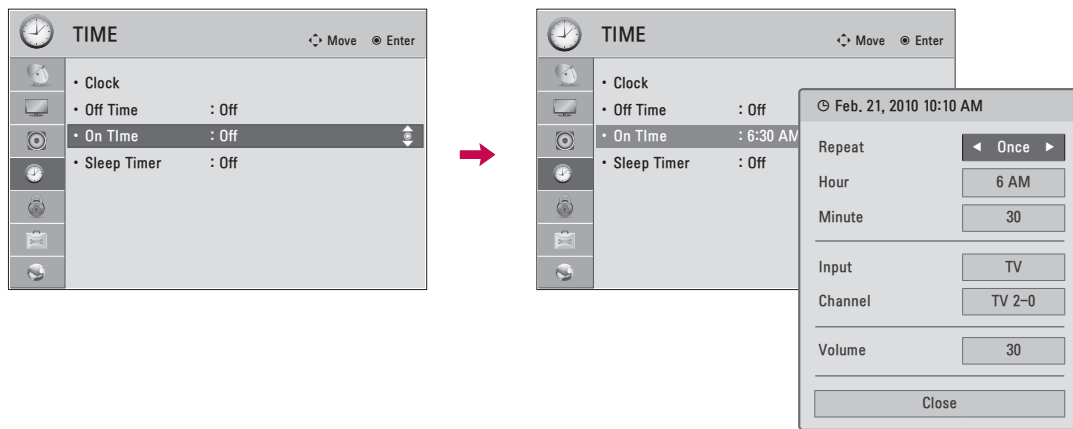 TIME
Move Enter
• Clock
• Off Time : Off
• On TIme : Off
• Sleep Timer : Off
TIME
Move Enter
• Clock
• Off Time : Off
• On TIme : 6:30 AM
• Sleep Timer : Off
Feb. 21, 2010 10:10 AM
Repeat ◀ Once ▶
Hour 6 AM
Minute 30
Input TV
Channel TV 2-0
Volume 30
Close